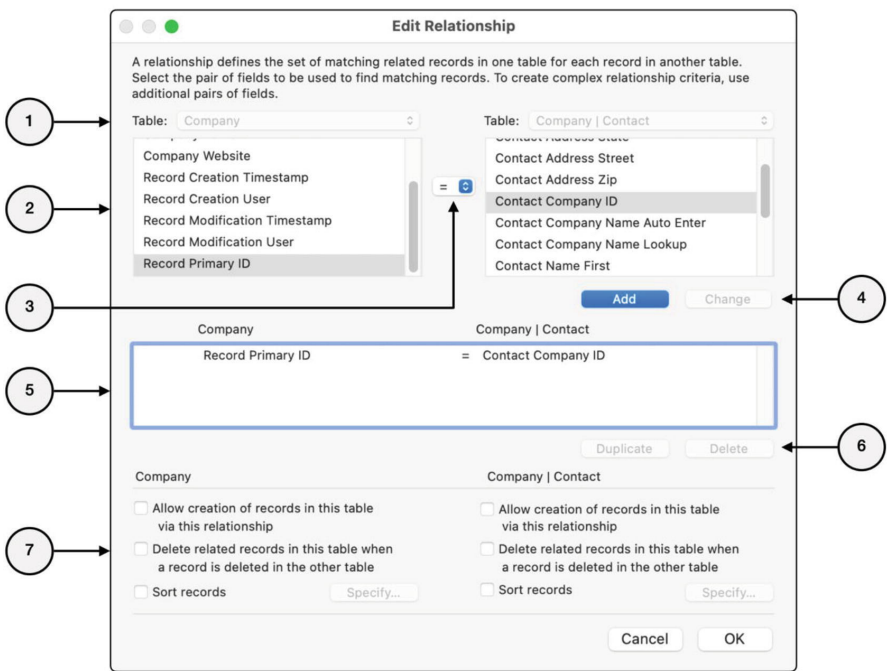 Edit Relationship
A relationship defines the set of matching related records in one table for each record in another table.
Select the pair of fields to be used to find matching records. To create complex relationship criteria, use
additional pairs of fields.
1
Table: Company
Table: Company | Contact
Contact Address State
Company Website
Contact Address Street
Record Creation Timestamp
Contact Address Zip
=
2
Record Creation User
Contact Company ID
Record Modification Timestamp
Contact Company Name Auto Enter
Record Modification User
Contact Company Name Lookup
Record Primary ID
Contact Name First
3
Add
Change
4
Company
Company | Contact
5
Record Primary ID = Contact Company ID
Duplicate
Delete
6
Company
Company | Contact
Allow creation of records in this table
via this relationship
Allow creation of records in this table
via this relationship
7
Delete related records in this table when
a record is deleted in the other table
Delete related records in this table when
a record is deleted in the other table
Sort records
Specify...
Sort records
Specify...
Cancel
OK